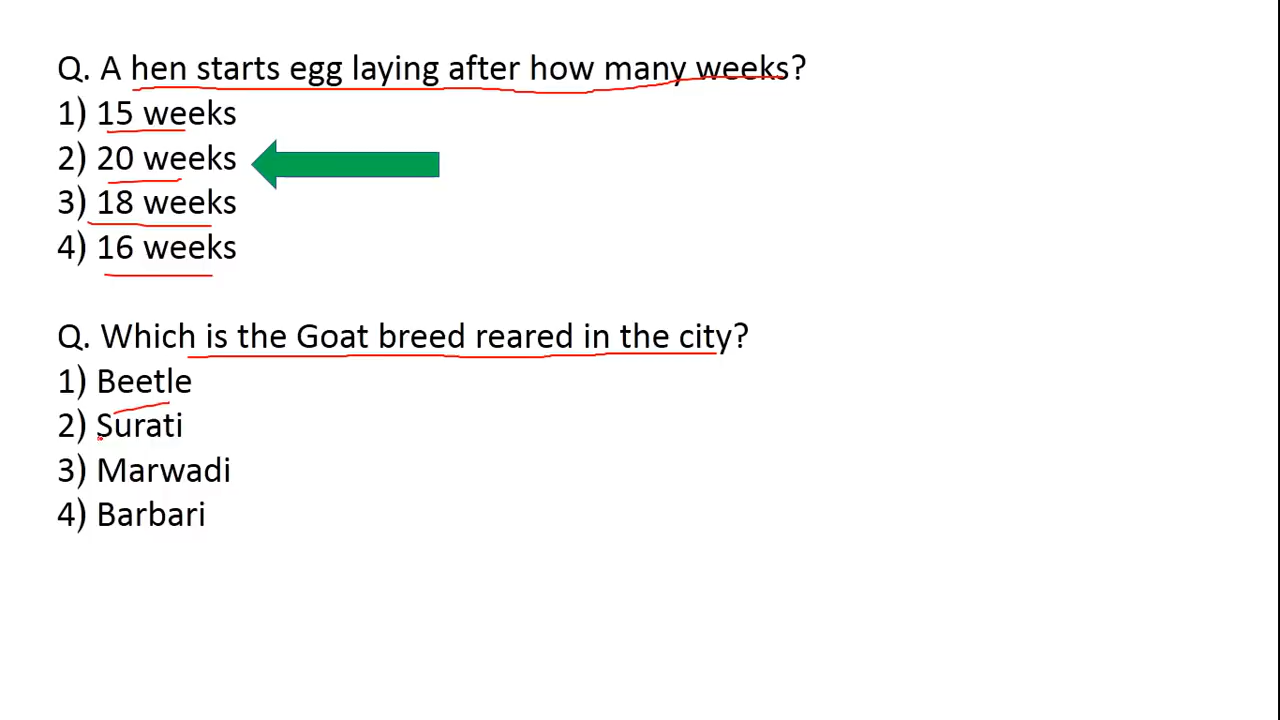 Q. A hen starts egg laying after how many weeks?
1) 15 weeks
2) 20 weeks
3) 18 weeks
4) 16 weeks
Q. Which is the Goat breed reared in the city?
1) Beetle
2) Surati
3) Marwadi
4) Barbari